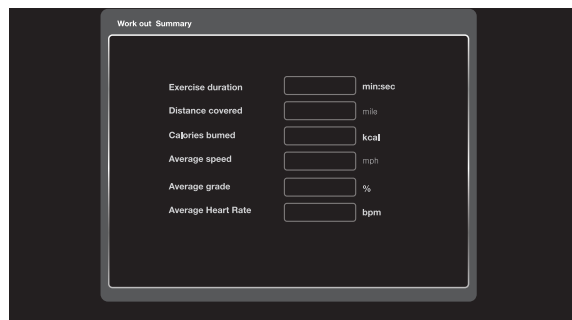 Work out Summary
Exercise duration min:sec
Distance covered mile
Calories bumed kcal
Average speed mph
Average grade %
Average Heart Rate bpm